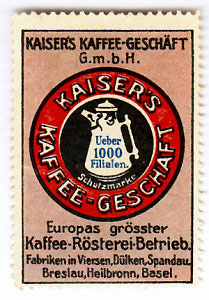 KAISER'S KAFFEE-GESCHÄFT
G.m.b.H.
KAISER'S
KAFFEE-GESCHÄFT
Ueber
1000
Filialen.
Schutzmarke
Europas grösster
Kaffee-Rösterei-Betrieb.
Fabriken in Viersen, Dülken, Spandau,
Breslau, Heilbronn, Basel.